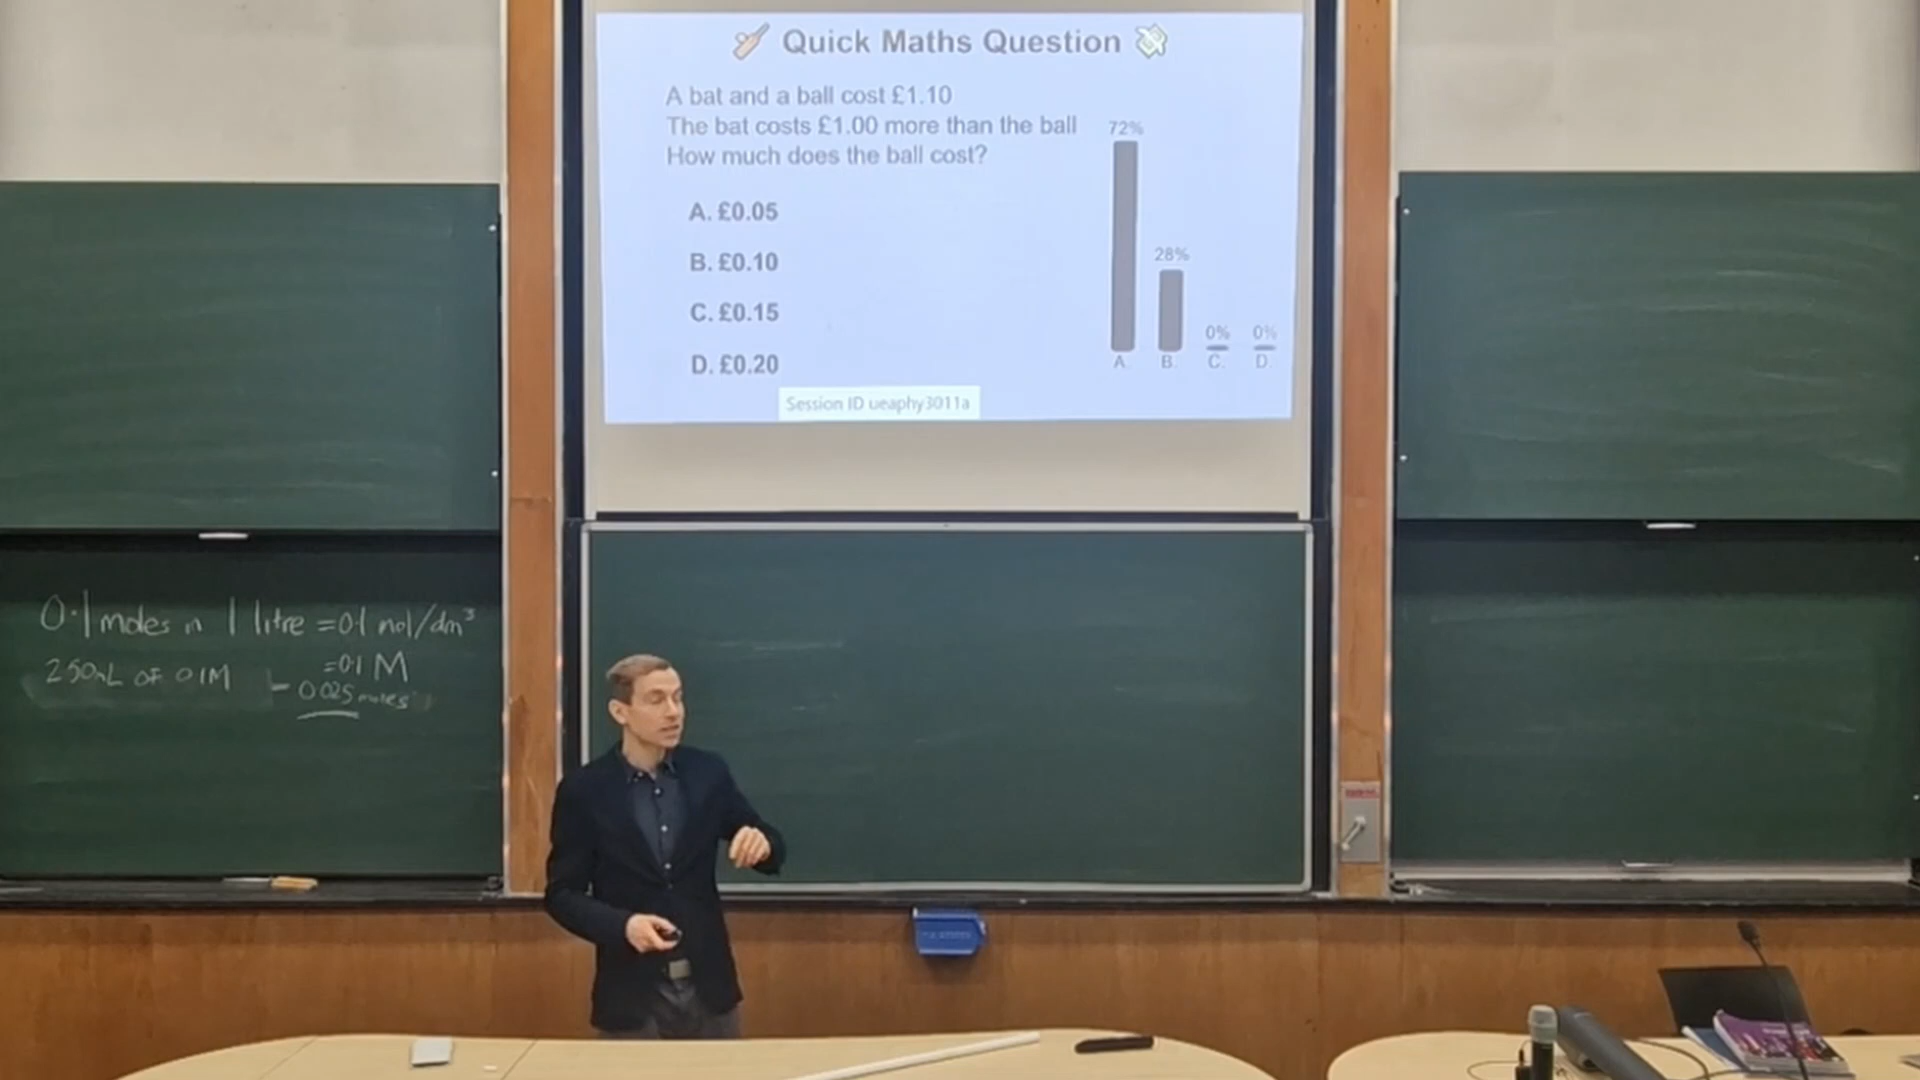 Quick Maths Question
A bat and a ball cost £1.10
The bat costs £1.00 more than the ball
How much does the ball cost?
A. £0.05
B. £0.10
C. £0.15
D. £0.20
72%
28%
0% 0%
A. B. C. D.
Session ID ueaphy3011a
0.1 moles in 1 litre = 0.1 mol/dm³
= 0.1 M
250mL OF 0.1M - 0.025 moles